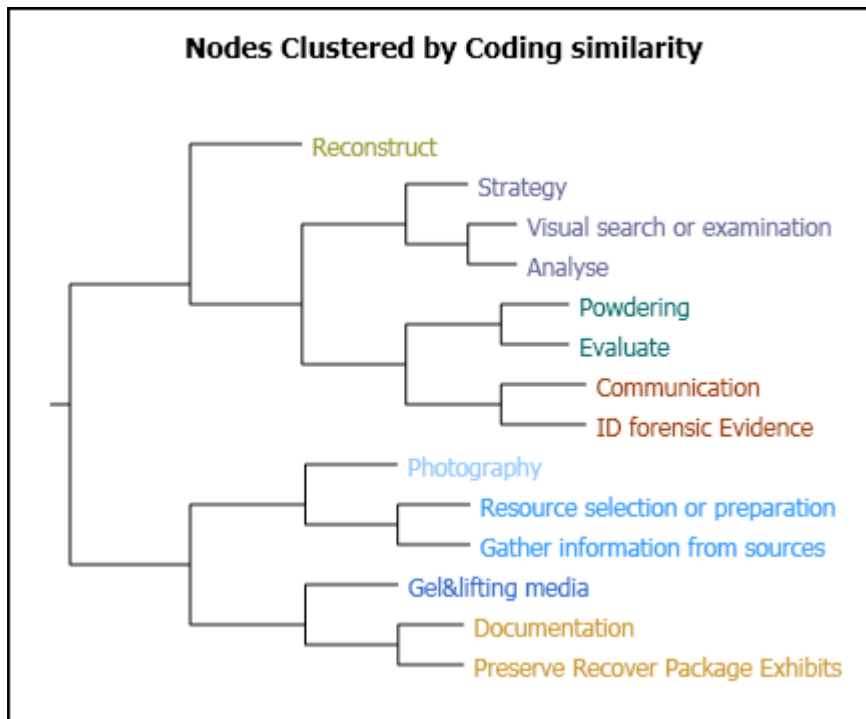 Nodes Clustered by Coding similarity
Reconstruct
Strategy
Visual search or examination
Analyse
Powdering
Evaluate
Communication
ID forensic Evidence
Photography
Resource selection or preparation
Gather information from sources
Gel&lifting media
Documentation
Preserve Recover Package Exhibits